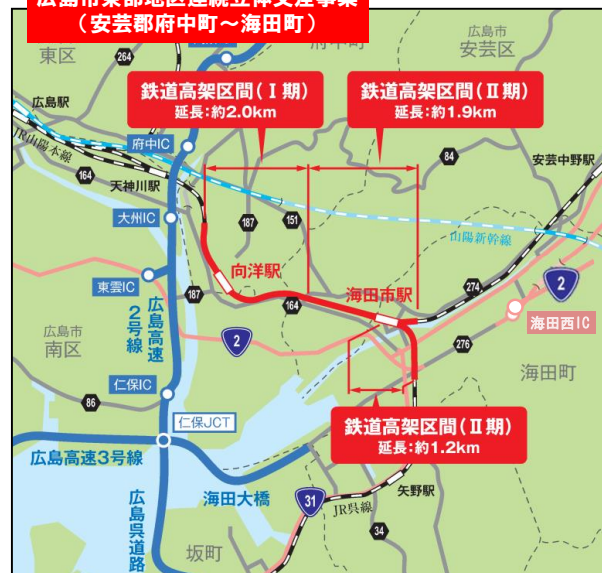 広島市東部地区連続立体交差事業
(安芸郡府中町～海田町)
東区
264
府中町
広島市
安芸区
鉄道高架区間(Ⅰ期)
延長:約2.0km
鉄道高架区間(Ⅱ期)
延長:約1.9km
広島駅
JR山陽本線
府中IC
84
安芸中野駅
164
天神川駅
大州IC
187
151
山陽新幹線
向洋駅
東雲IC
187
164
海田市駅
274
2
海田西IC
広島高速2号線
広島市
南区
2
276
海田町
仁保IC
86
仁保JCT
鉄道高架区間(Ⅱ期)
延長:約1.2km
広島高速3号線
海田大橋
31
矢野駅
JR呉線
34
広島呉道路
坂町